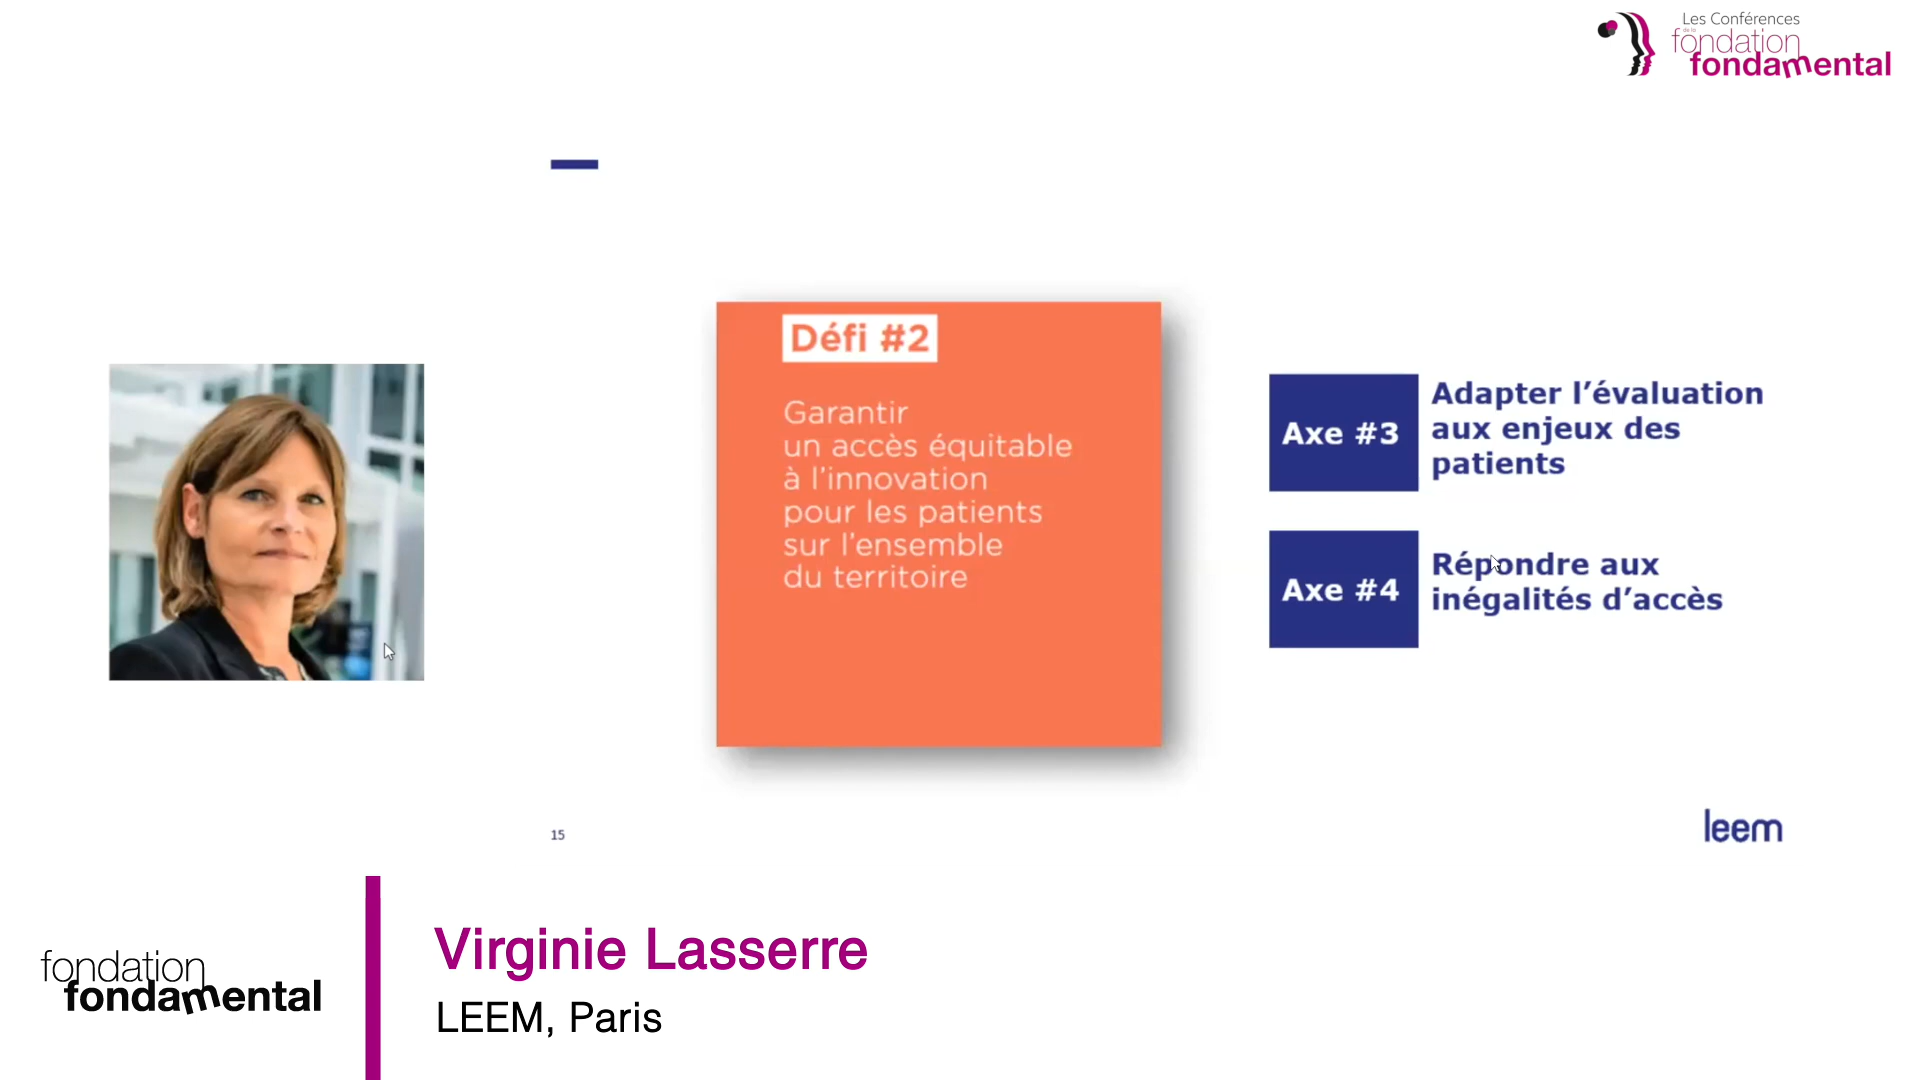 Les Conférences
de la
fondation
fondamental
Défi #2
Garantir
un accès équitable
à l'innovation
pour les patients
sur l'ensemble
du territoire
Axe #3
Adapter l'évaluation
aux enjeux des
patients
Axe #4
Répondre aux
inégalités d'accès
15
leem
fondation
fondamental
Virginie Lasserre
LEEM, Paris